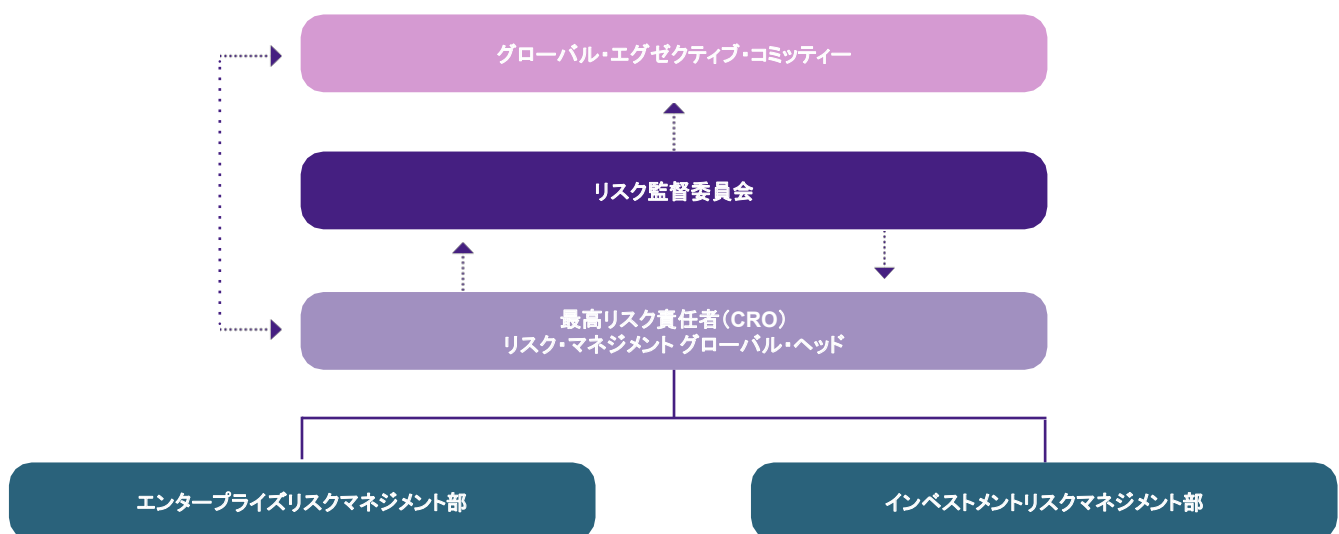 グローバル・エグゼクティブ・コミッティー
リスク監督委員会
最高リスク責任者（CRO）
リスク・マネジメント グローバル・ヘッド
エンタープライズリスクマネジメント部
インベストメントリスクマネジメント部